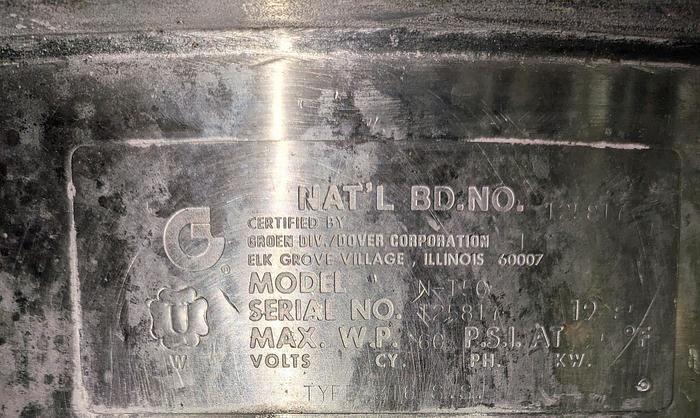 NAT'L BD. NO.
CERTIFIED BY
GROEN DIV./DOVER CORPORATION
ELK GROVE VILLAGE, ILLINOIS 60007
G
MODEL
U ®
SERIAL NO. 19
MAX. W.P. P.S.I. AT °F
W VOLTS CY. PH. KW.